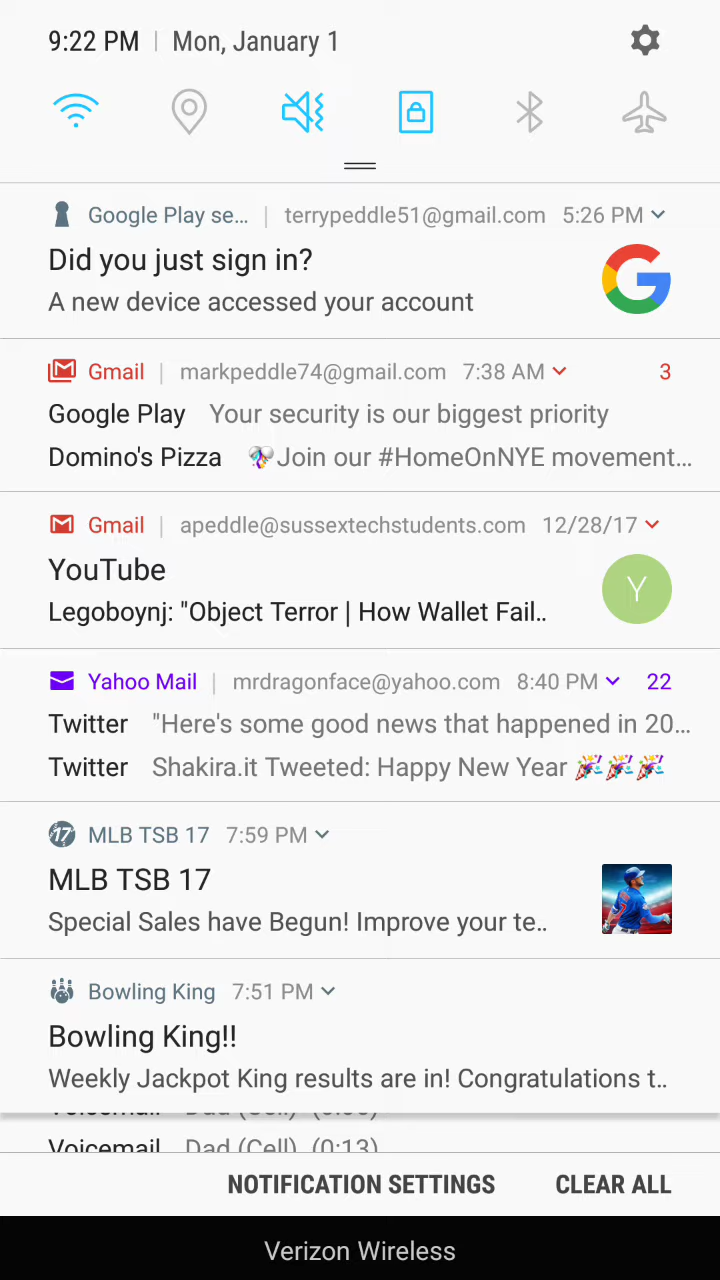 9:22 PM | Mon, January 1
Google Play se... | terrypeddle51@gmail.com 5:26 PM
Did you just sign in?
A new device accessed your account
Gmail | markpeddle74@gmail.com 7:38 AM 3
Google Play Your security is our biggest priority
Domino's Pizza 🎊Join our #HomeOnNYE movement...
Gmail | apeddle@sussextechstudents.com 12/28/17
YouTube
Y
Legoboynj: "Object Terror | How Wallet Fail..
Yahoo Mail | mrdragonface@yahoo.com 8:40 PM 22
Twitter "Here's some good news that happened in 20...
Twitter Shakira.it Tweeted: Happy New Year 🎉🎉🎉
17 MLB TSB 17 7:59 PM
MLB TSB 17
Special Sales have Begun! Improve your te..
Bowling King 7:51 PM
Bowling King!!
Weekly Jackpot King results are in! Congratulations t..
Voicemail Dad (Cell)
Voicemail Dad (Cell) (0:13)
NOTIFICATION SETTINGS CLEAR ALL
Verizon Wireless